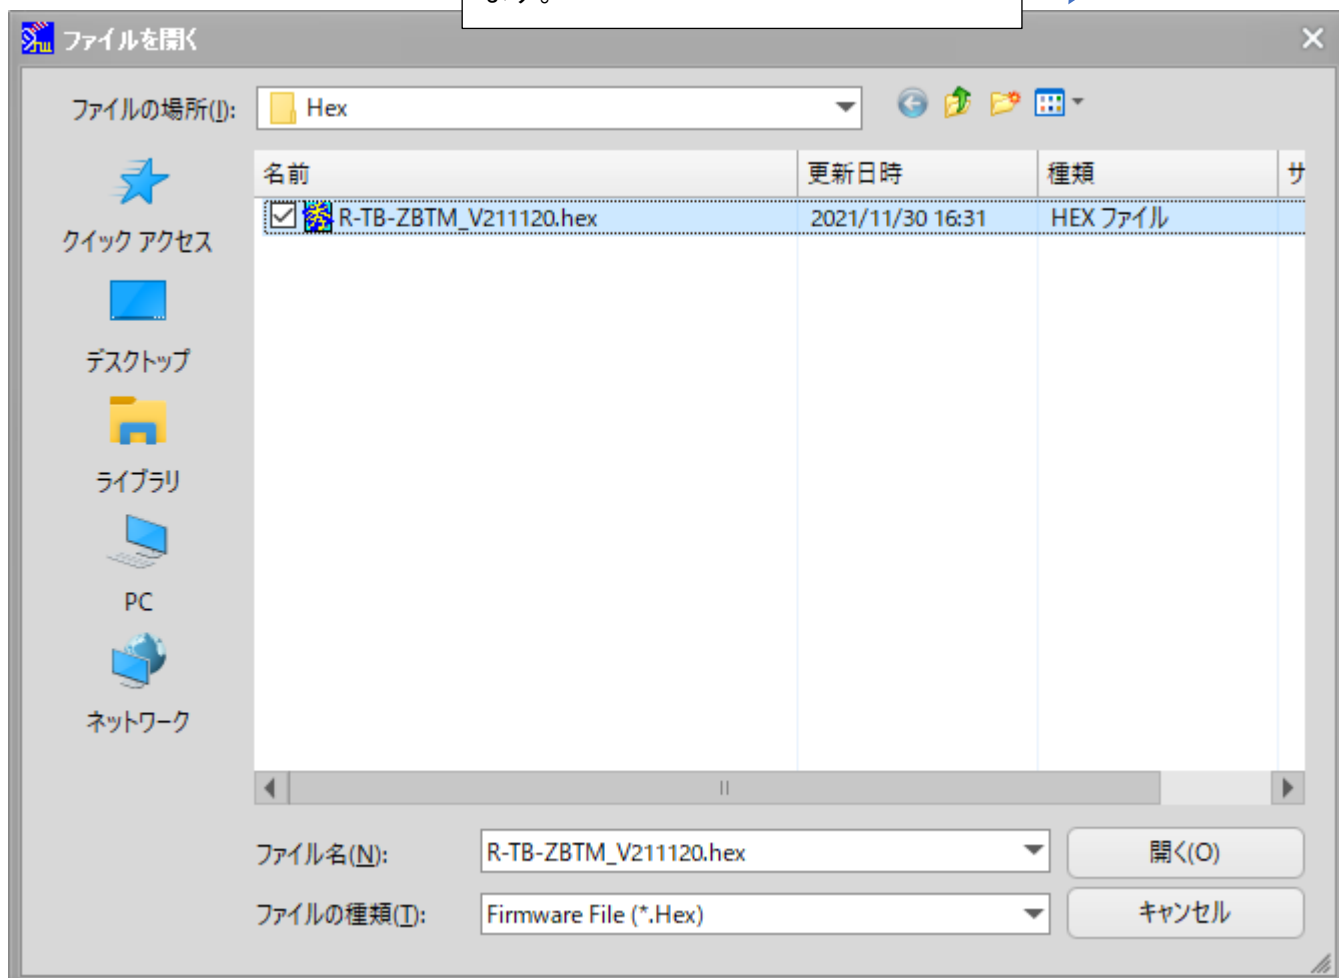 ます。
ファイルを開く
ファイルの場所(I):
Hex
名前 更新日時 種類 サ
R-TB-ZBTM_V211120.hex 2021/11/30 16:31 HEX ファイル
クイック アクセス
デスクトップ
ライブラリ
PC
ネットワーク
ファイル名(N): R-TB-ZBTM_V211120.hex 開く(O)
ファイルの種類(T): Firmware File (*.Hex) キャンセル